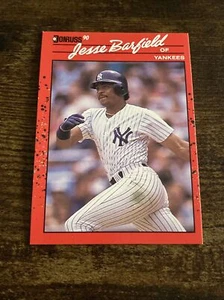 DONRUSS 90
Jesse Barfield
OF
YANKEES
NY